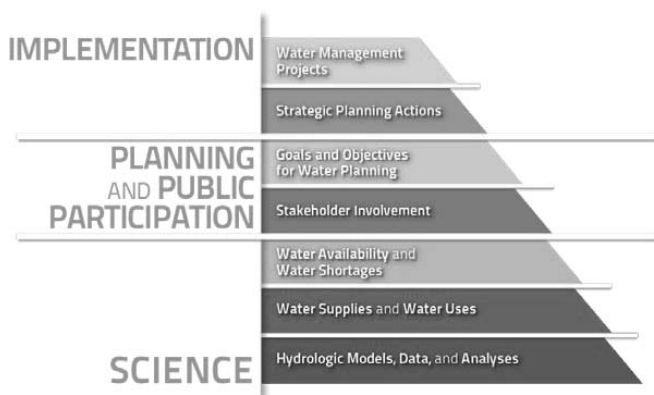 IMPLEMENTATION
Water Management
Projects
Strategic Planning Actions
PLANNING
AND PUBLIC
PARTICIPATION
Goals and Objectives
for Water Planning
Stakeholder Involvement
Water Availability and
Water Shortages
Water Supplies and Water Uses
SCIENCE
Hydrologic Models, Data, and Analyses